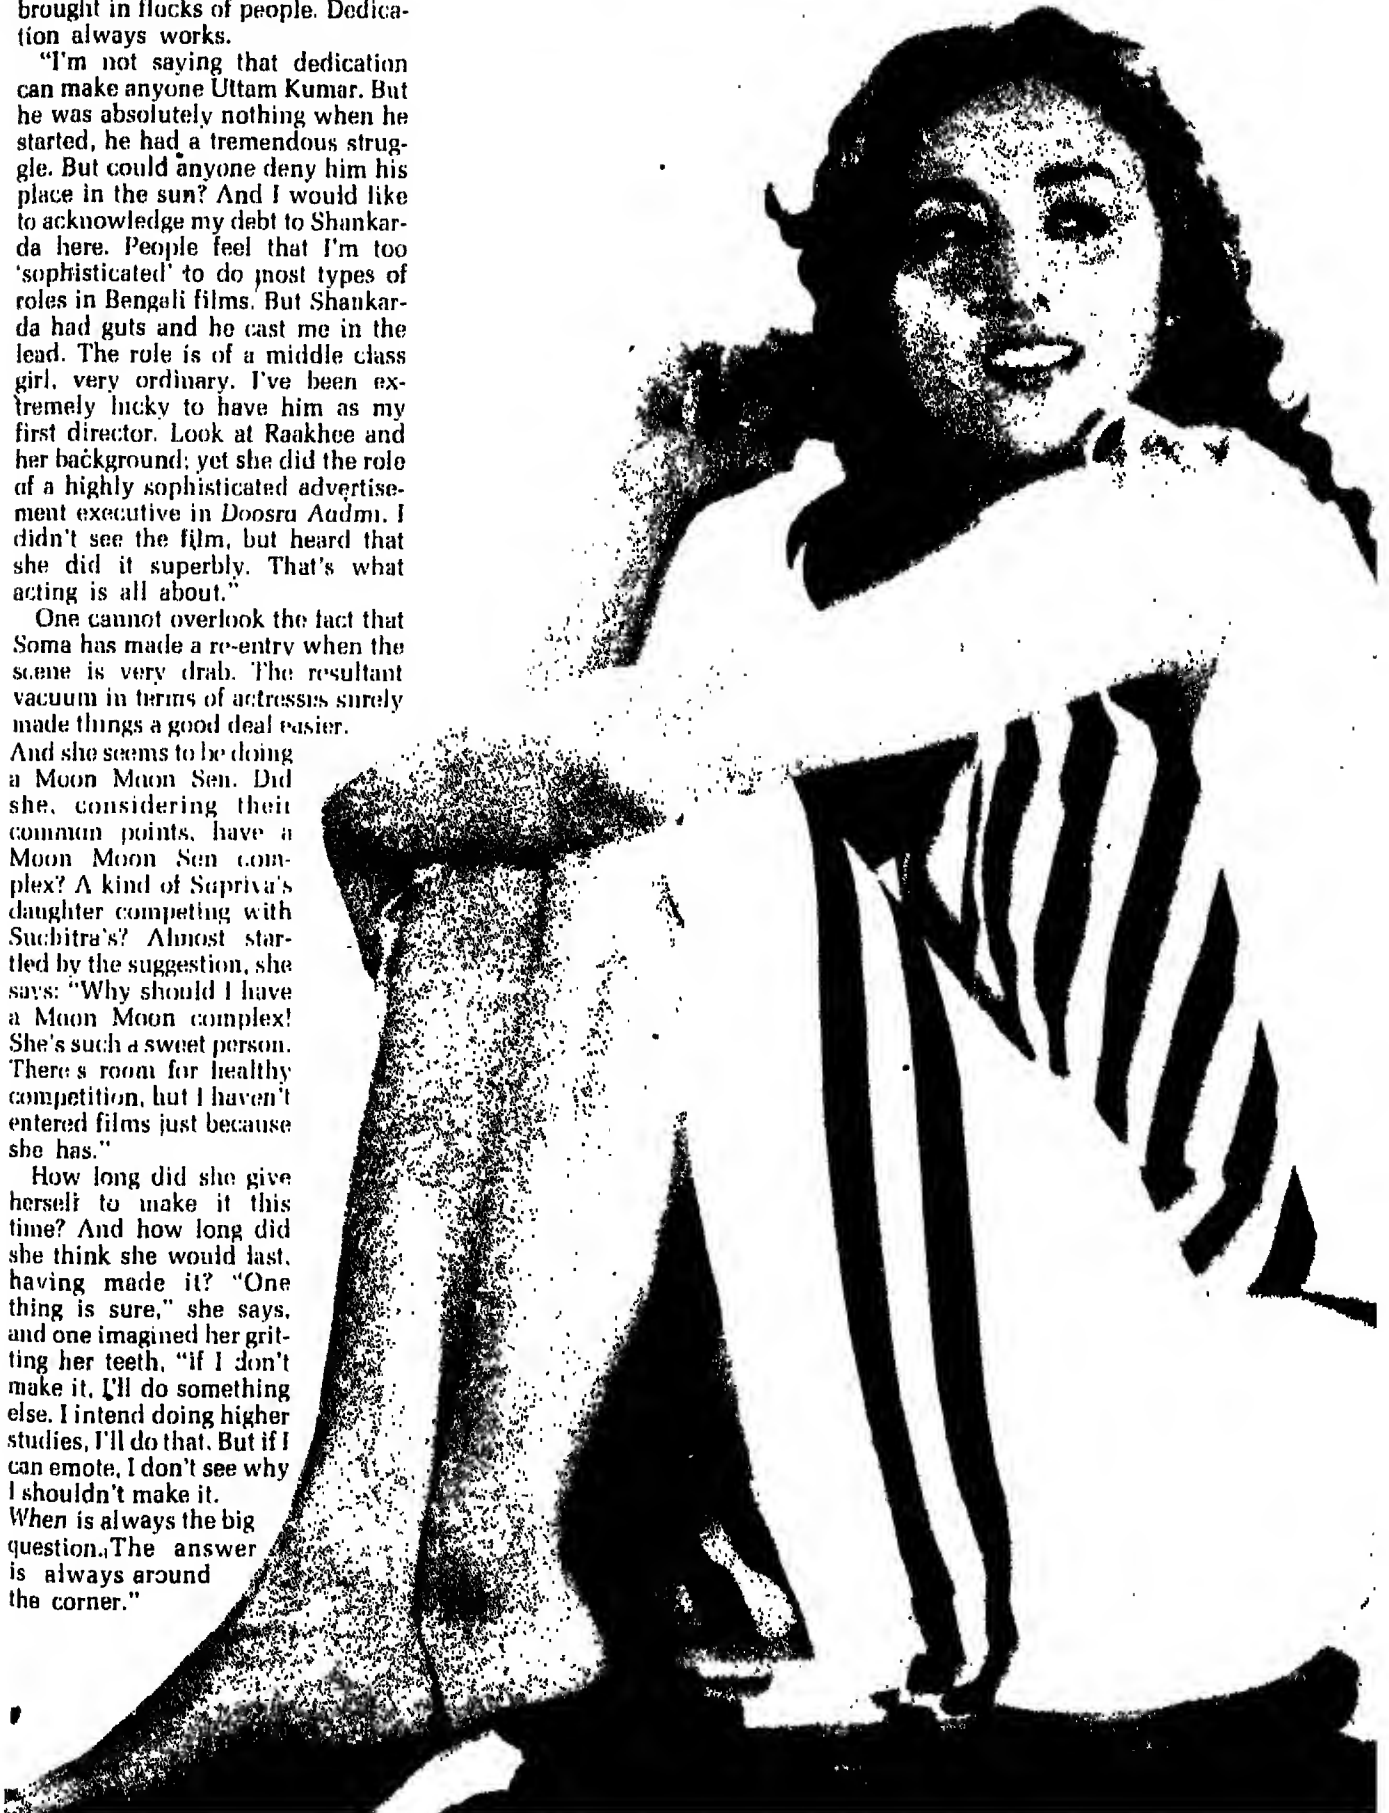 brought in flocks of people. Dedica-
tion always works.
"I'm not saying that dedication
can make anyone Uttam Kumar. But
he was absolutely nothing when he
started, he had a tremendous strug-
gle. But could anyone deny him his
place in the sun? And I would like
to acknowledge my debt to Shankar-
da here. People feel that I'm too
'sophisticated' to do most types of
roles in Bengali films. But Shankar-
da had guts and he cast me in the
lead. The role is of a middle class
girl, very ordinary. I've been ex-
tremely lucky to have him as my
first director. Look at Raakhee and
her background; yet she did the role
of a highly sophisticated advertise-
ment executive in Doosra Aadmi. I
didn't see the film, but heard that
she did it superbly. That's what
acting is all about."
One cannot overlook the fact that
Soma has made a re-entry when the
scene is very drab. The resultant
vacuum in terms of actresses surely
made things a good deal easier.
And she seems to be doing
a Moon Moon Sen. Did
she, considering their
common points, have a
Moon Moon Sen com-
plex? A kind of Supriya's
daughter competing with
Suchitra's? Almost star-
tled by the suggestion, she
says: "Why should I have
a Moon Moon complex!
She's such a sweet person.
There's room for healthy
competition, but I haven't
entered films just because
she has."
How long did she give
herself to make it this
time? And how long did
she think she would last,
having made it? "One
thing is sure," she says,
and one imagined her grit-
ting her teeth, "if I don't
make it, I'll do something
else. I intend doing higher
studies, I'll do that. But if I
can emote, I don't see why
I shouldn't make it.
When is always the big
question. The answer
is always around
the corner."